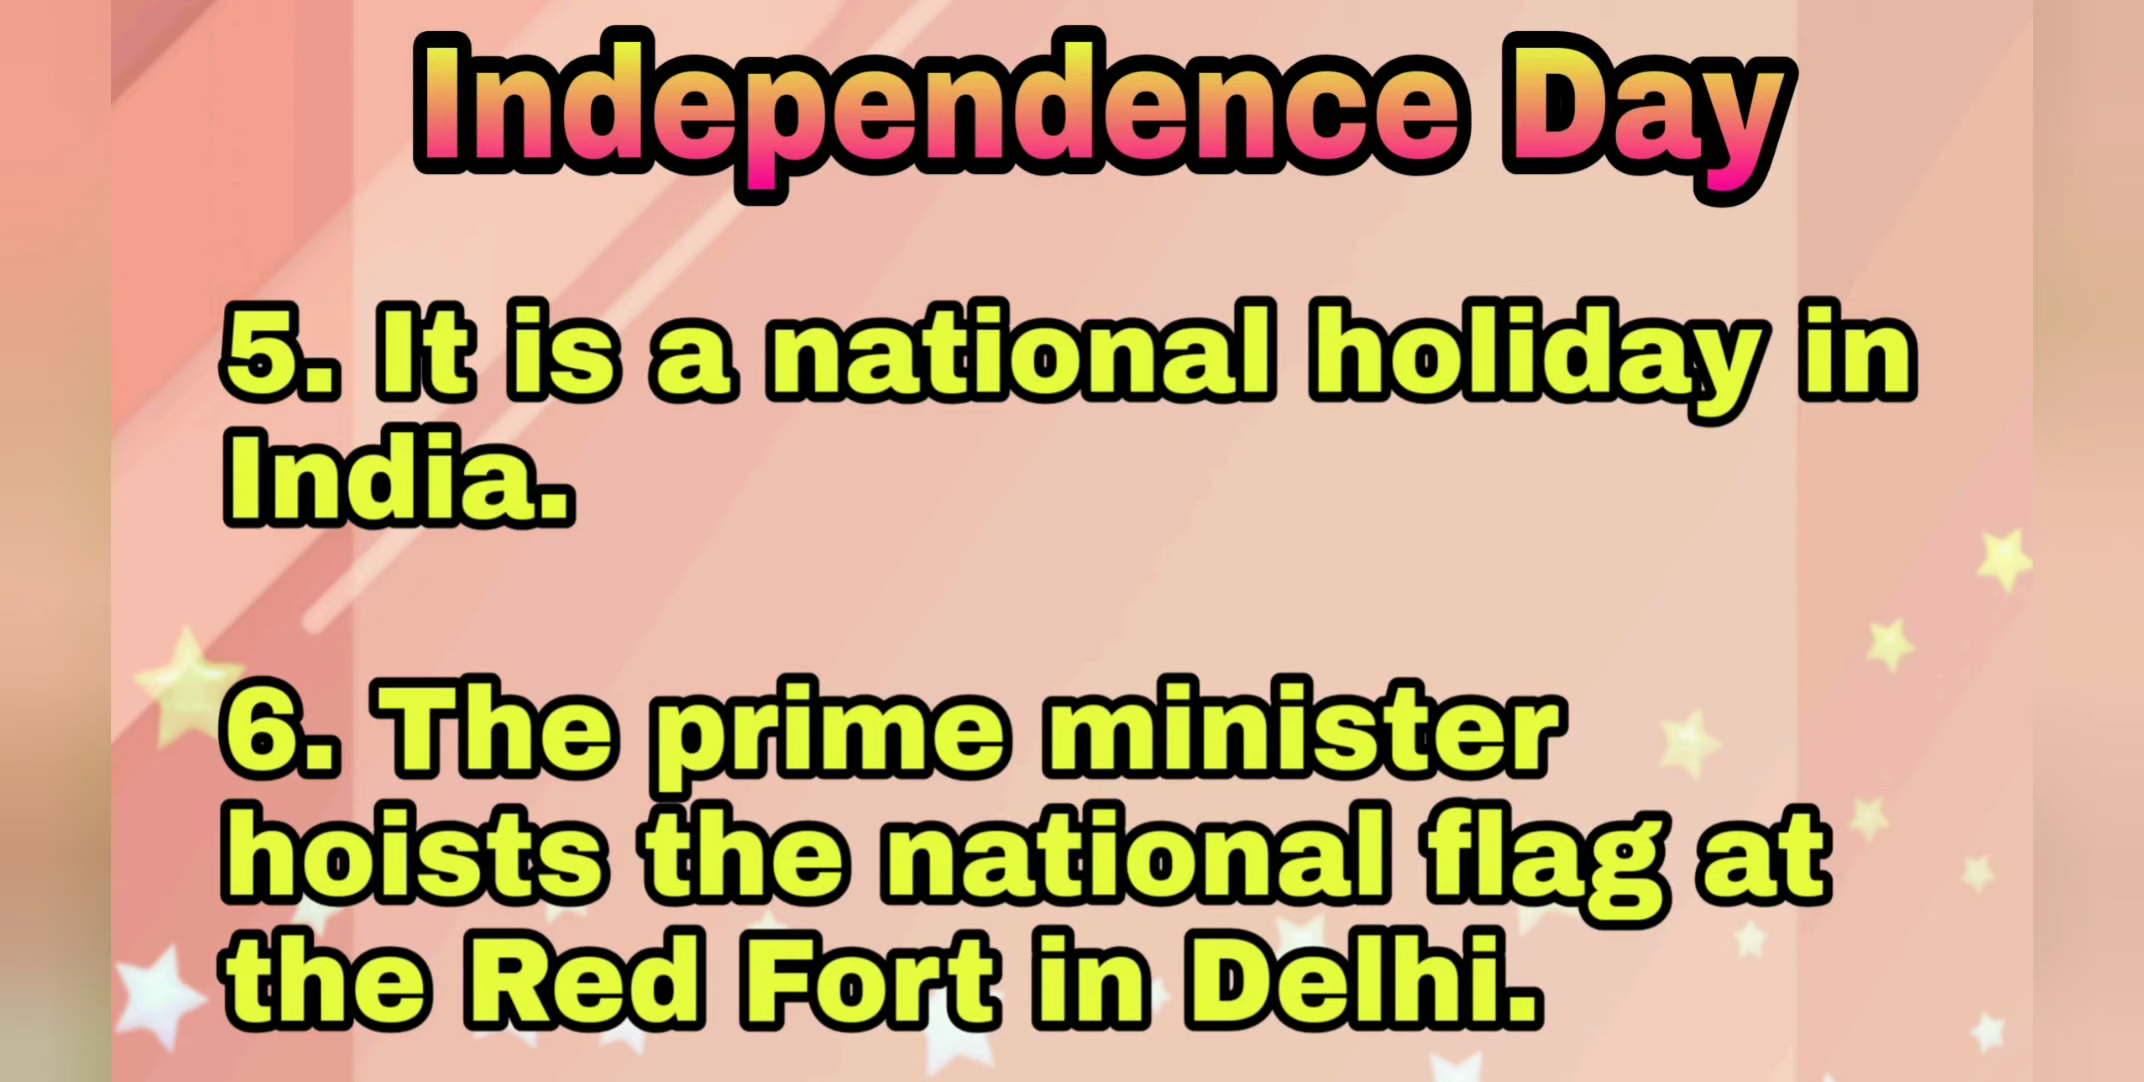 Independence Day
5. It is a national holiday in
India.
6. The prime minister
hoists the national flag at
the Red Fort in Delhi.